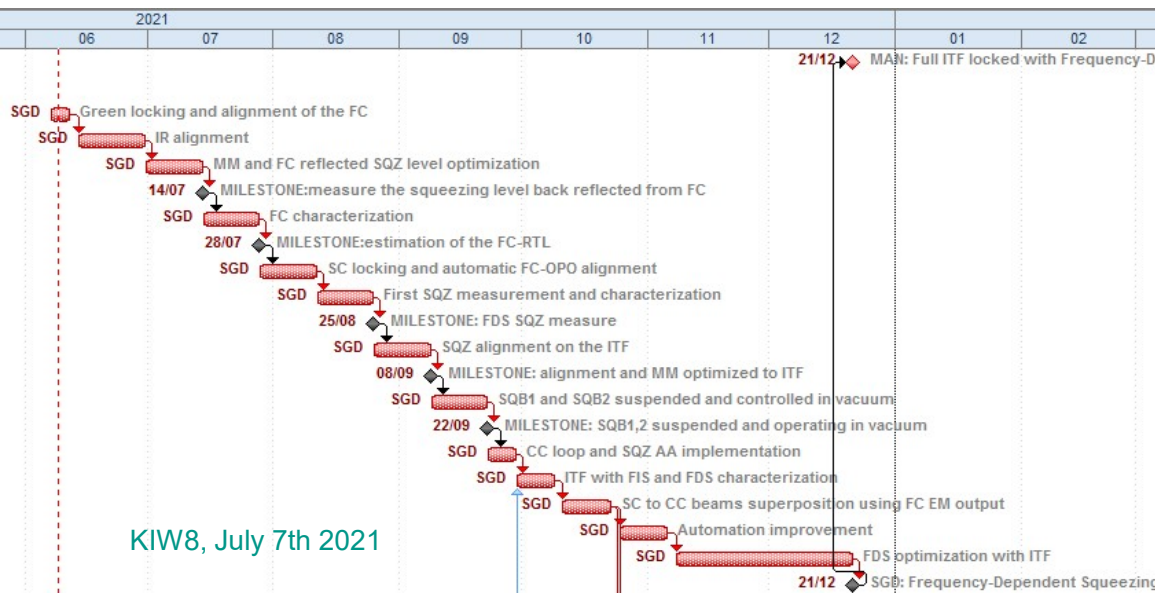 2021
06 07 08 09 10 11 12 01 02
21/12 MAN: Full ITF locked with Frequency-D
SGD Green locking and alignment of the FC
SGD IR alignment
SGD MM and FC reflected SQZ level optimization
14/07 MILESTONE:measure the squeezing level back reflected from FC
SGD FC characterization
28/07 MILESTONE:estimation of the FC-RTL
SGD SC locking and automatic FC-OPO alignment
SGD First SQZ measurement and characterization
25/08 MILESTONE: FDS SQZ measure
SGD SQZ alignment on the ITF
08/09 MILESTONE: alignment and MM optimized to ITF
SGD SQB1 and SQB2 suspended and controlled in vacuum
22/09 MILESTONE: SQB1,2 suspended and operating in vacuum
SGD CC loop and SQZ AA implementation
SGD ITF with FIS and FDS characterization
SGD SC to CC beams superposition using FC EM output
SGD Automation improvement
KIW8, July 7th 2021
SGD FDS optimization with ITF
21/12 SGD: Frequency-Dependent Squeezing